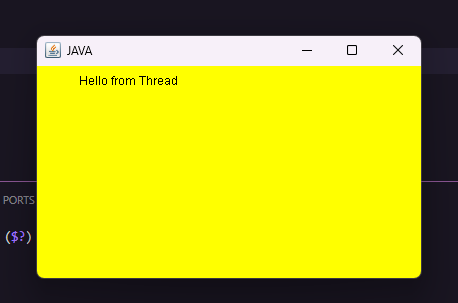 JAVA
Hello from Thread
PORTS
($?)